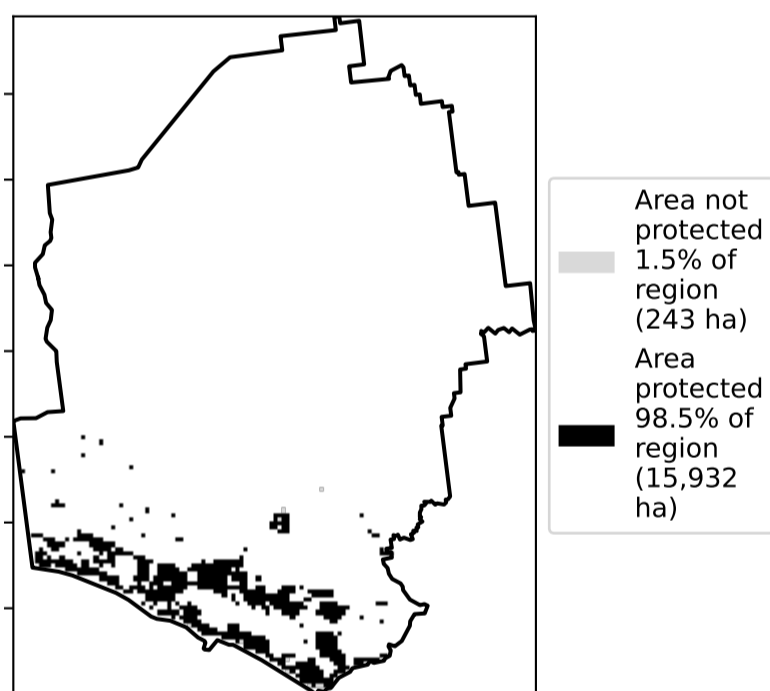 Area not
protected
1.5% of
region
(243 ha)
Area
protected
98.5% of
region
(15,932
ha)